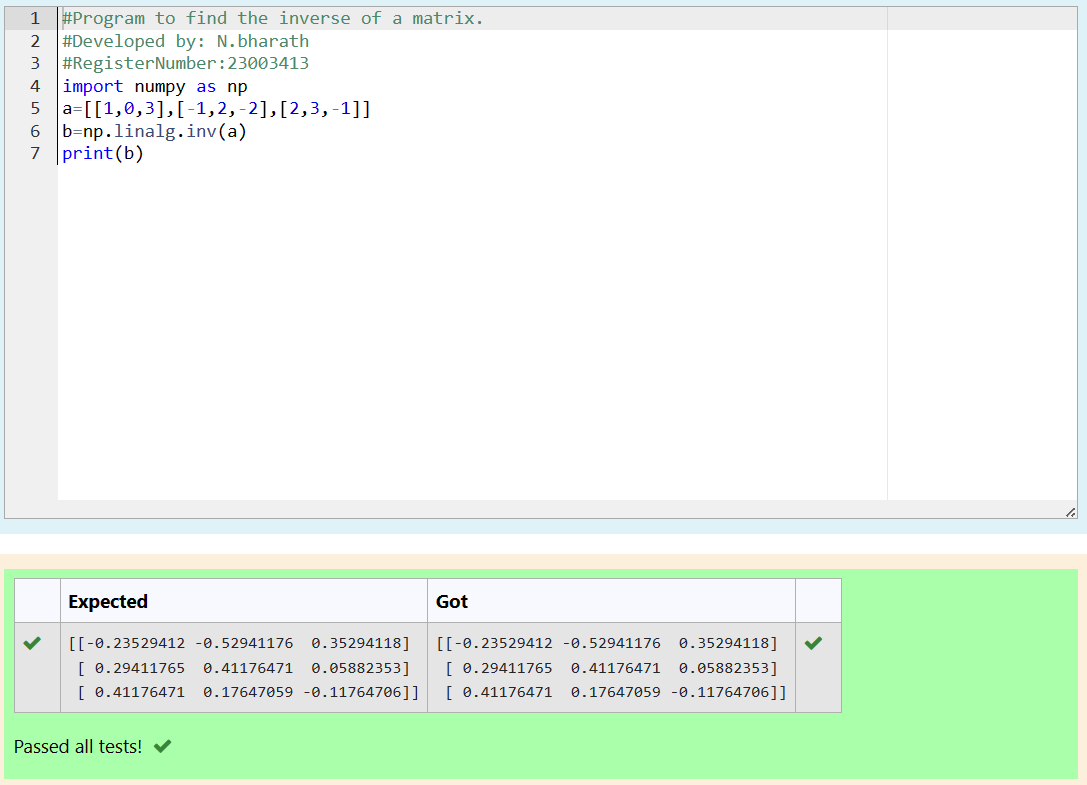 1 #Program to find the inverse of a matrix.
2 #Developed by: N.bharath
3 #RegisterNumber:23003413
4 import numpy as np
5 a=[[1,0,3],[-1,2,-2],[2,3,-1]]
6 b=np.linalg.inv(a)
7 print(b)
Expected Got
[[-0.23529412 -0.52941176  0.35294118] [[-0.23529412 -0.52941176  0.35294118]
[ 0.29411765  0.41176471  0.05882353] [ 0.29411765  0.41176471  0.05882353]
[ 0.41176471  0.17647059 -0.11764706]] [ 0.41176471  0.17647059 -0.11764706]]
Passed all tests!